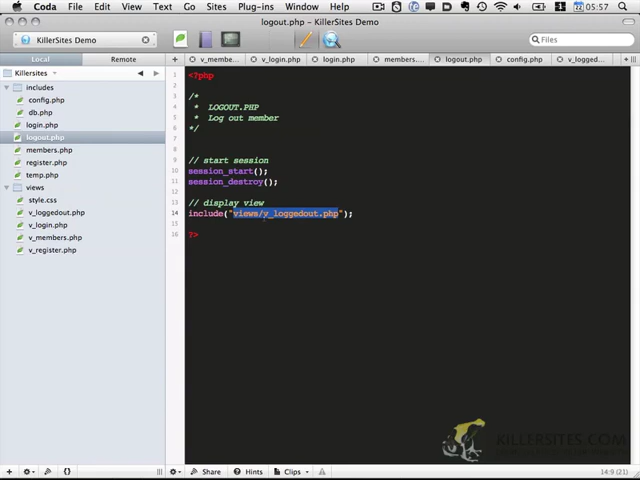 Coda File Edit View Text Go Sites Plug-ins Window Help 05:57
logout.php — KillerSites Demo
KillerSites Demo Files
Local Remote v_membe... v_login.php login.php members.... logout.php config.php v_logged...
Killersites
includes
config.php
db.php
login.php
logout.php
members.php
register.php
temp.php
views
style.css
v_loggedout.php
v_login.php
v_members.php
v_register.php
1 <?php
2
3 /*
4 * LOGOUT.PHP
5 * Log out member
6 */
7
8
9 // start session
10 session_start();
11 session_destroy();
12
13 // display view
14 include("views/v_loggedout.php");
15
16 ?>
KILLERSITES.COM
Share Hints Clips 14:9 (21)